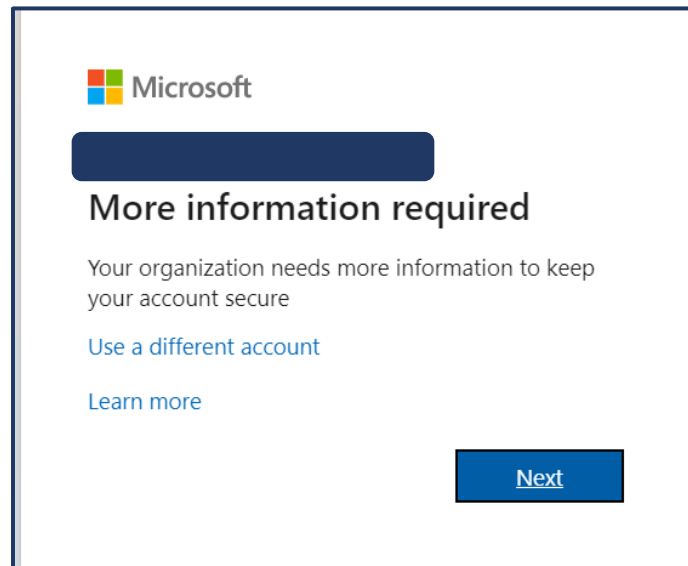 Microsoft
More information required
Your organization needs more information to keep
your account secure
Use a different account
Learn more
Next